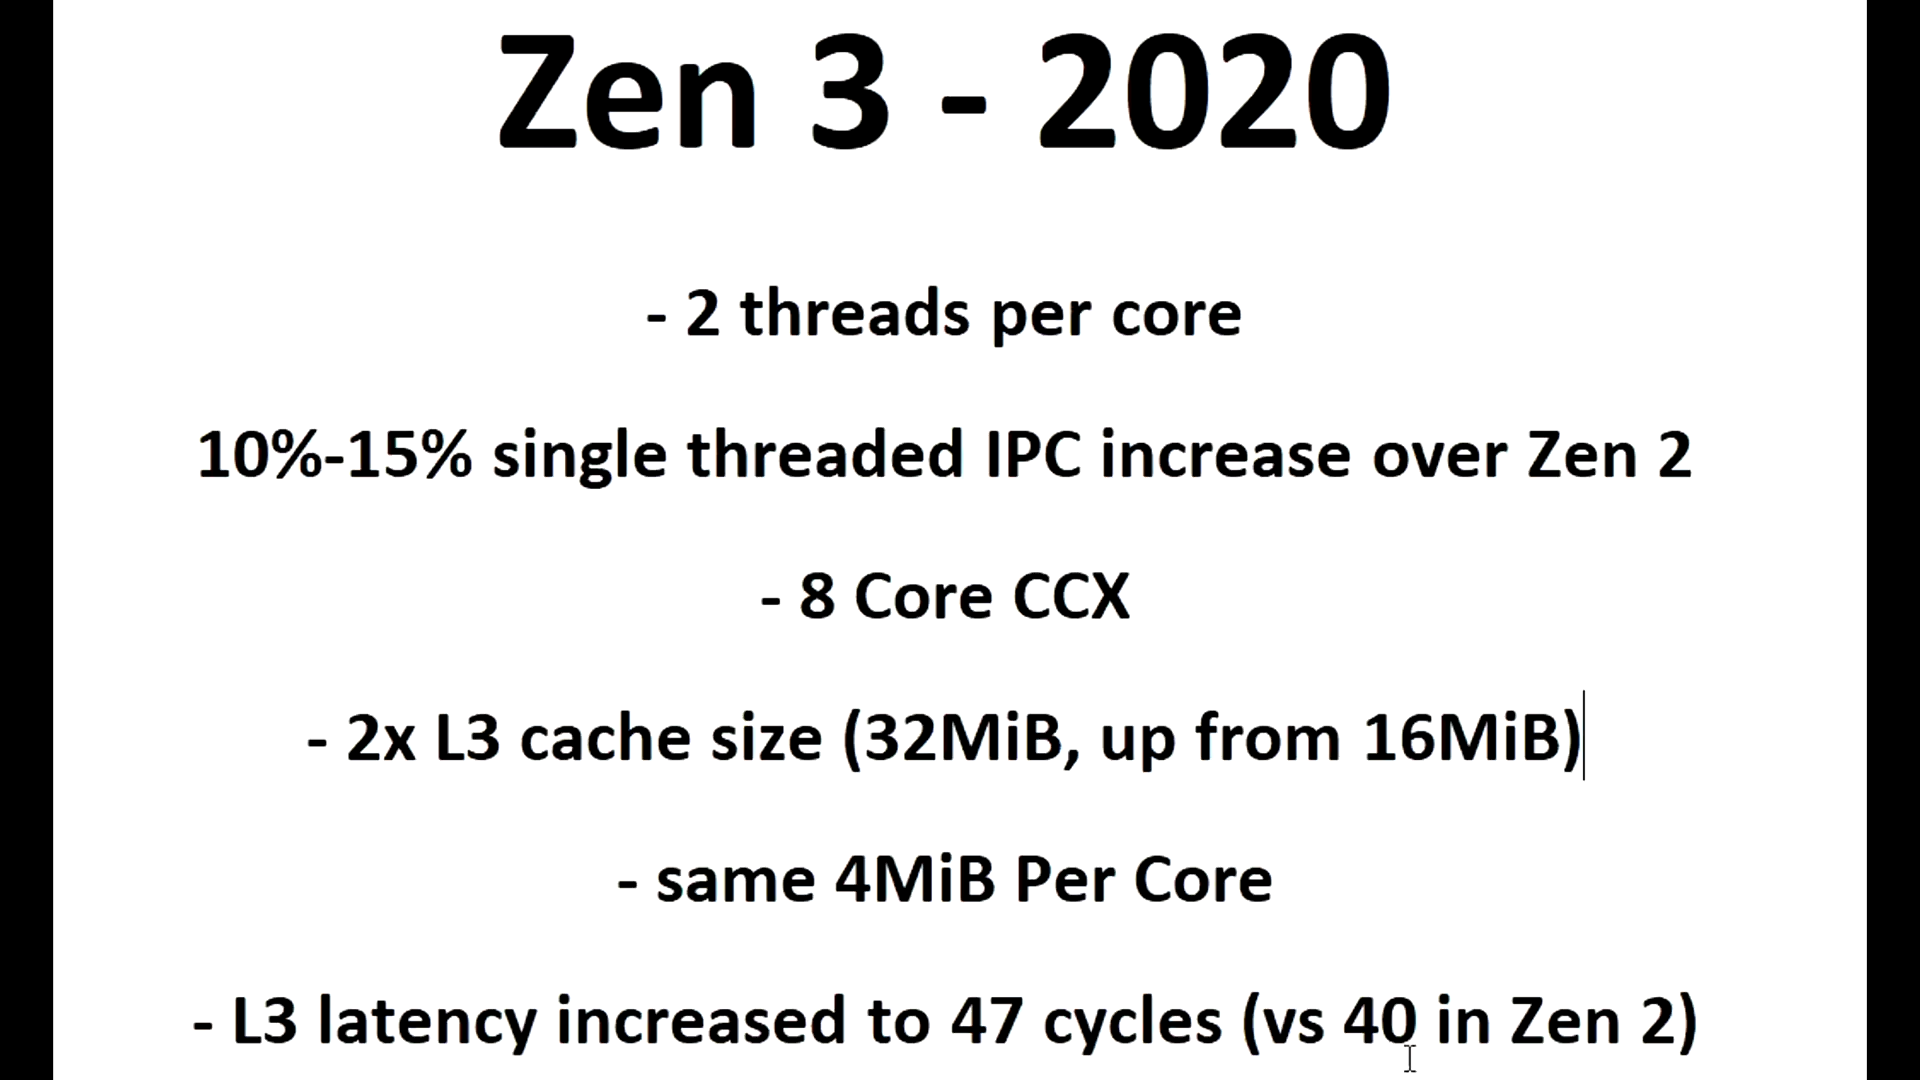 Zen 3 - 2020
- 2 threads per core
10%-15% single threaded IPC increase over Zen 2
- 8 Core CCX
- 2x L3 cache size (32MiB, up from 16MiB)
- same 4MiB Per Core
- L3 latency increased to 47 cycles (vs 40 in Zen 2)